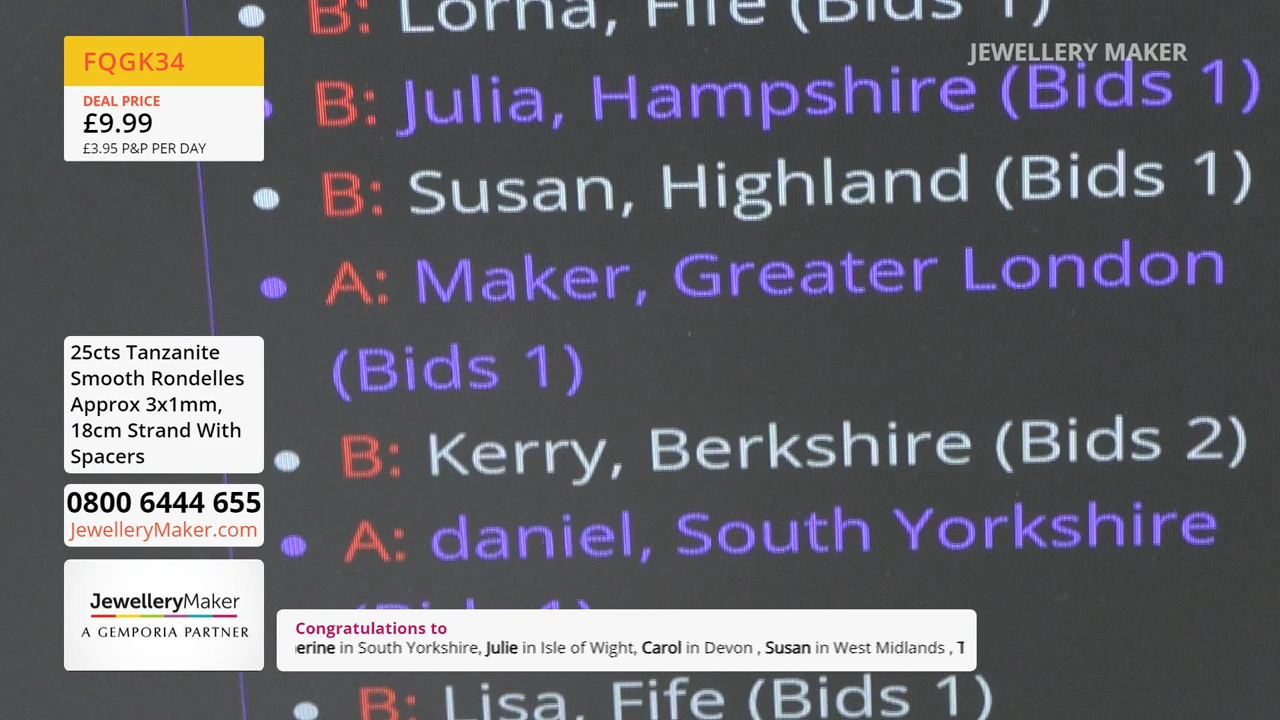 B: Lorna, Fife (Bids 1)
JEWELLERY MAKER
FQGK34
DEAL PRICE
£9.99
£3.95 P&P PER DAY
B: Julia, Hampshire (Bids 1)
B: Susan, Highland (Bids 1)
A: Maker, Greater London
(Bids 1)
B: Kerry, Berkshire (Bids 2)
A: daniel, South Yorkshire
(Bids 1)
B: Lisa, Fife (Bids 1)
25cts Tanzanite
Smooth Rondelles
Approx 3x1mm,
18cm Strand With
Spacers
0800 6444 655
JewelleryMaker.com
JewelleryMaker
A GEMPORIA PARTNER
Congratulations to
erine in South Yorkshire, Julie in Isle of Wight, Carol in Devon , Susan in West Midlands , T